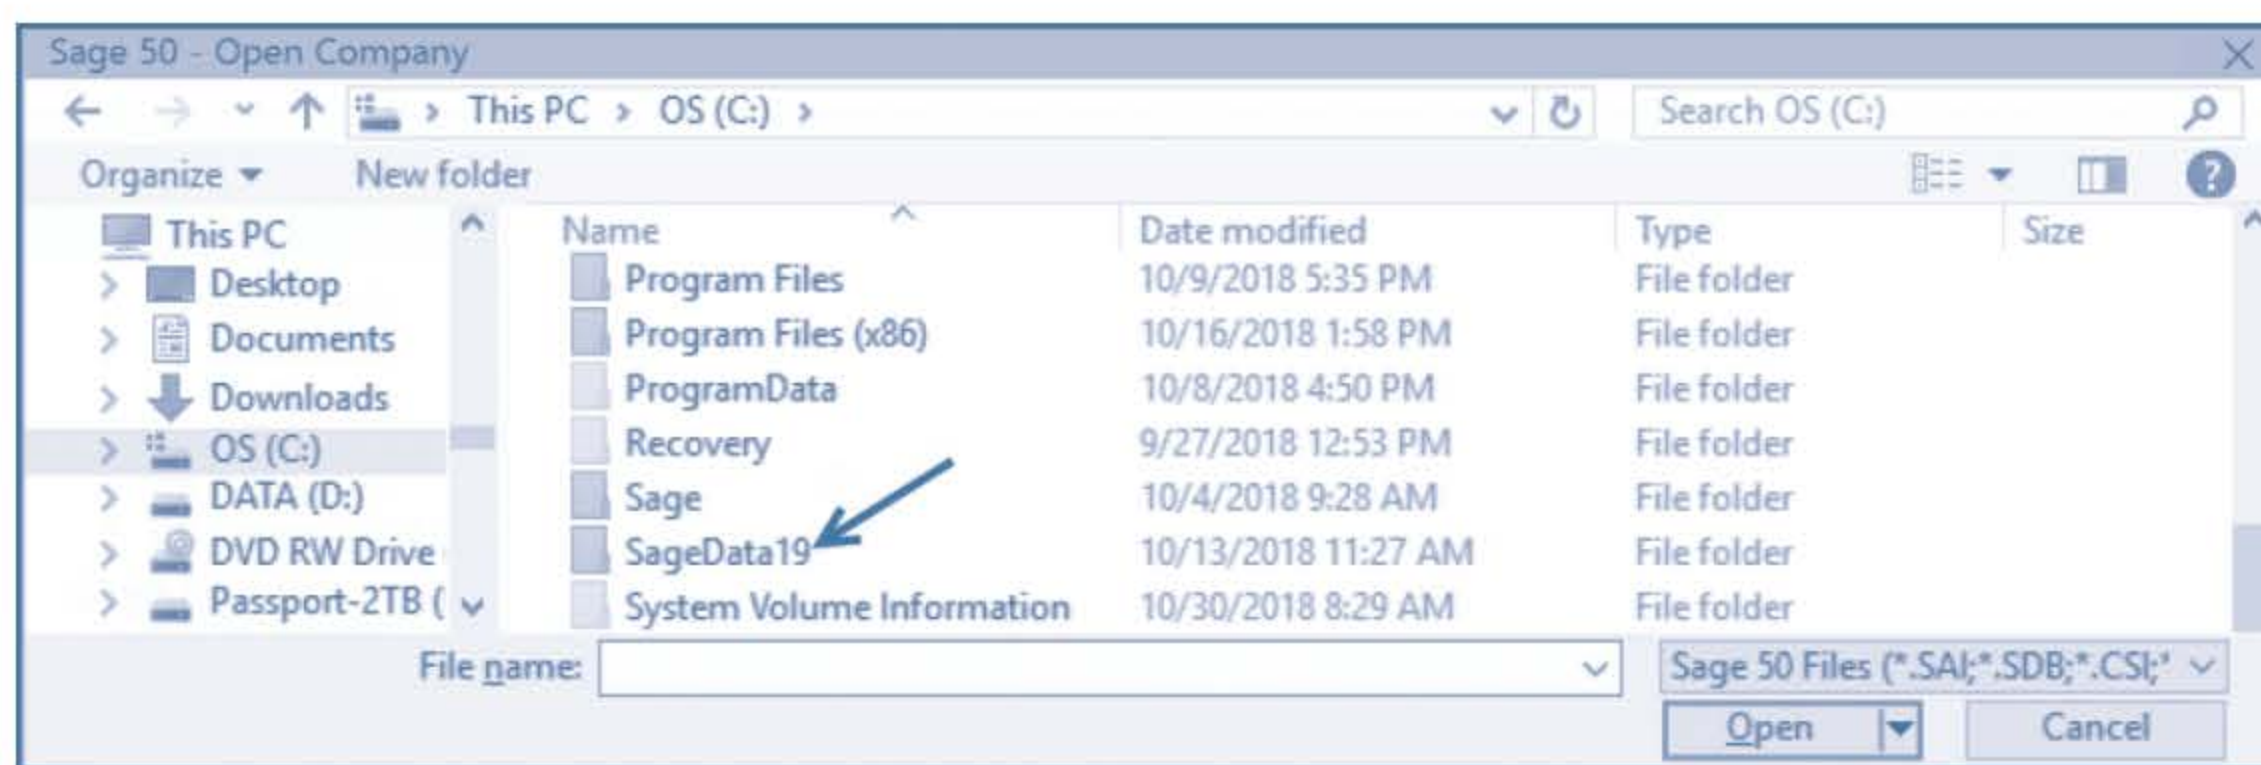 Sage 50 - Open Company
This PC > OS (C:) >
Search OS (C:)
Organize
New folder
Name Date modified Type Size
This PC
Desktop
Documents
Downloads
OS (C:)
DATA (D:)
DVD RW Drive
Passport-2TB (
Program Files 10/9/2018 5:35 PM File folder
Program Files (x86) 10/16/2018 1:58 PM File folder
ProgramData 10/8/2018 4:50 PM File folder
Recovery 9/27/2018 12:53 PM File folder
Sage 10/4/2018 9:28 AM File folder
SageData19 10/13/2018 11:27 AM File folder
System Volume Information 10/30/2018 8:29 AM File folder
File name:
Sage 50 Files (*.SAI;*.SDB;*.CSI;*
Open
Cancel